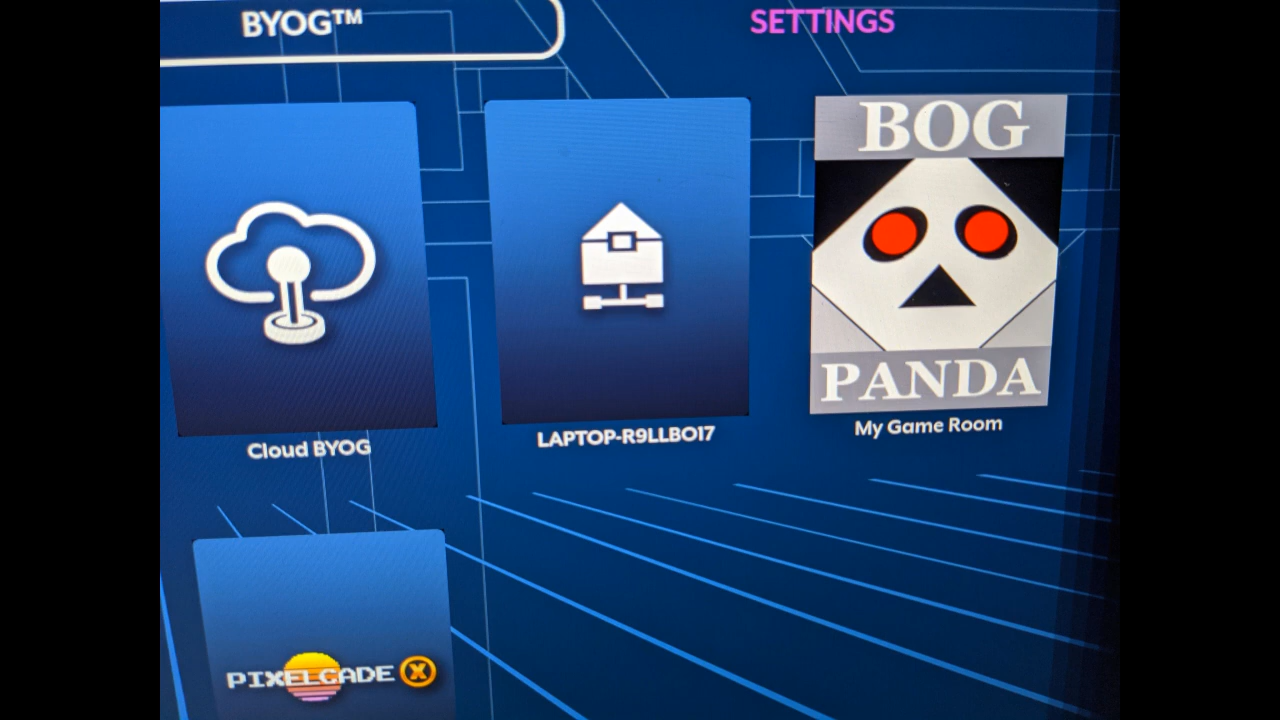 BYOG™
SETTINGS
BOG
PANDA
Cloud BYOG
LAPTOP-R9LLBO17
My Game Room
PIXELCADE X